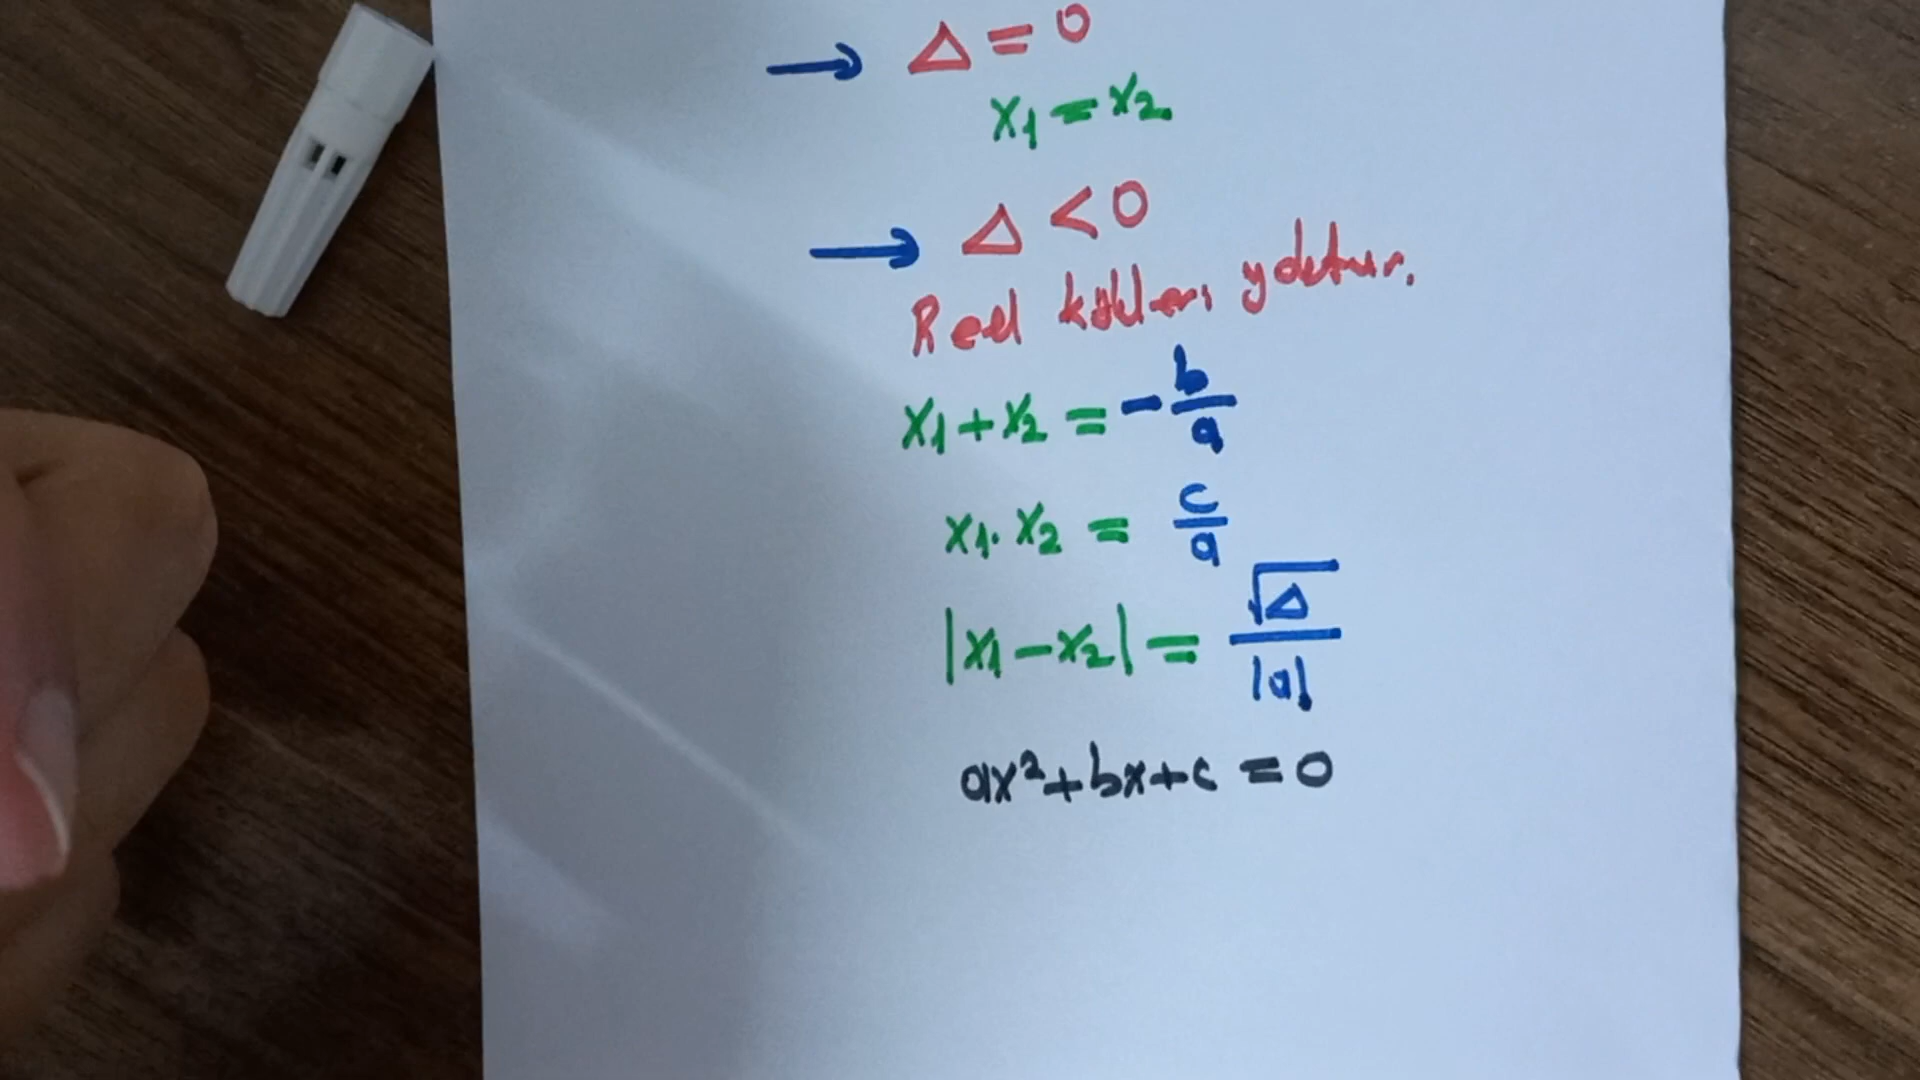 → Δ = 0
x₁ = x₂
→ Δ < 0
Reel kökleri yoktur.
x₁ + x₂ = - b/a
x₁ . x₂ = c/a
|x₁ - x₂| = √Δ/|a|
ax² + bx + c = 0